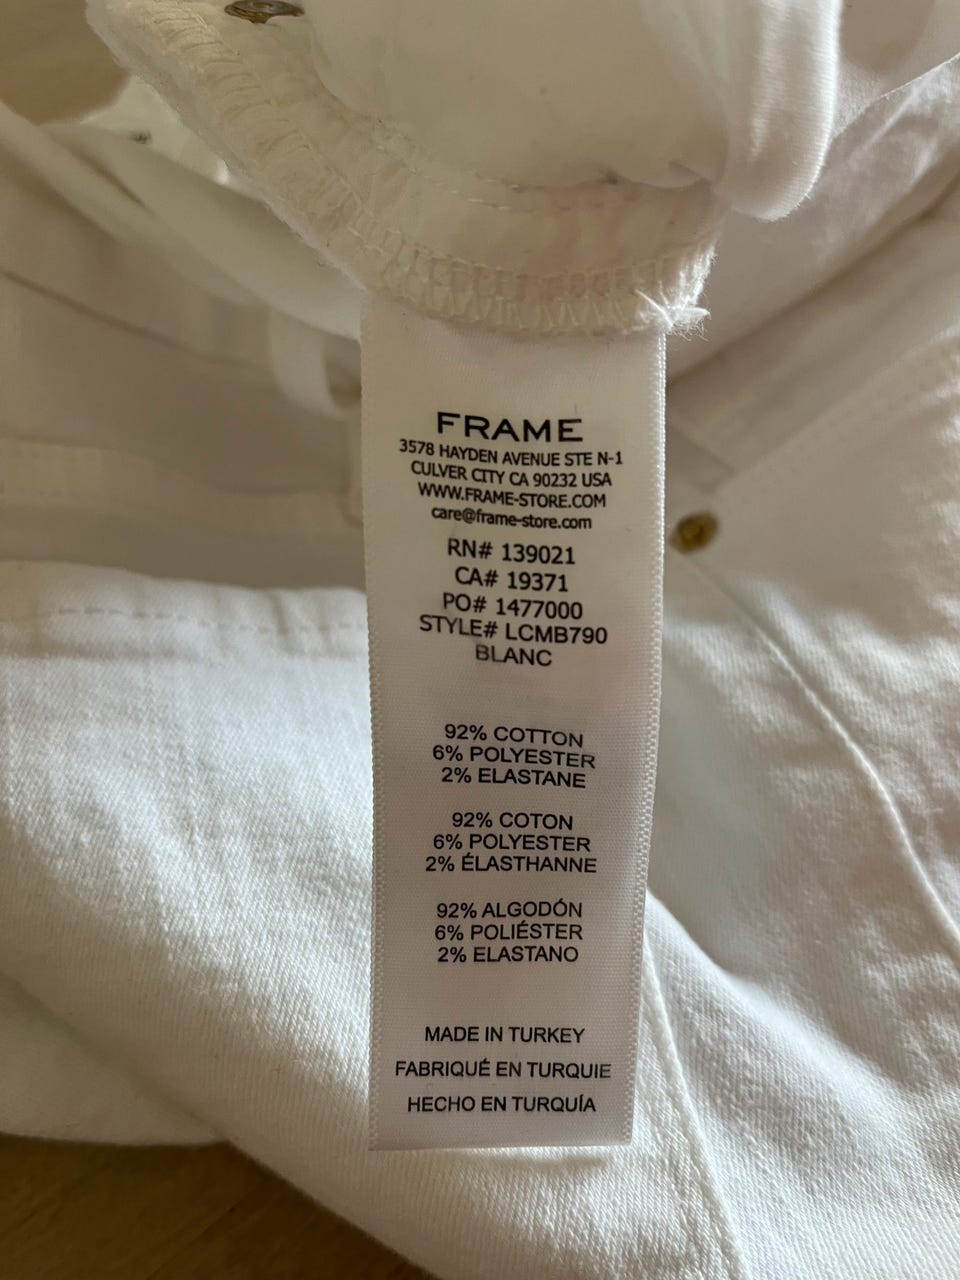 FRAME
3578 HAYDEN AVENUE STE N-1
CULVER CITY CA 90232 USA
WWW.FRAME-STORE.COM
care@frame-store.com
RN# 139021
CA# 19371
PO# 1477000
STYLE# LCMB790
BLANC
92% COTTON
6% POLYESTER
2% ELASTANE
92% COTON
6% POLYESTER
2% ÉLASTHANNE
92% ALGODÓN
6% POLIÉSTER
2% ELASTANO
MADE IN TURKEY
FABRIQUÉ EN TURQUIE
HECHO EN TURQUÍA